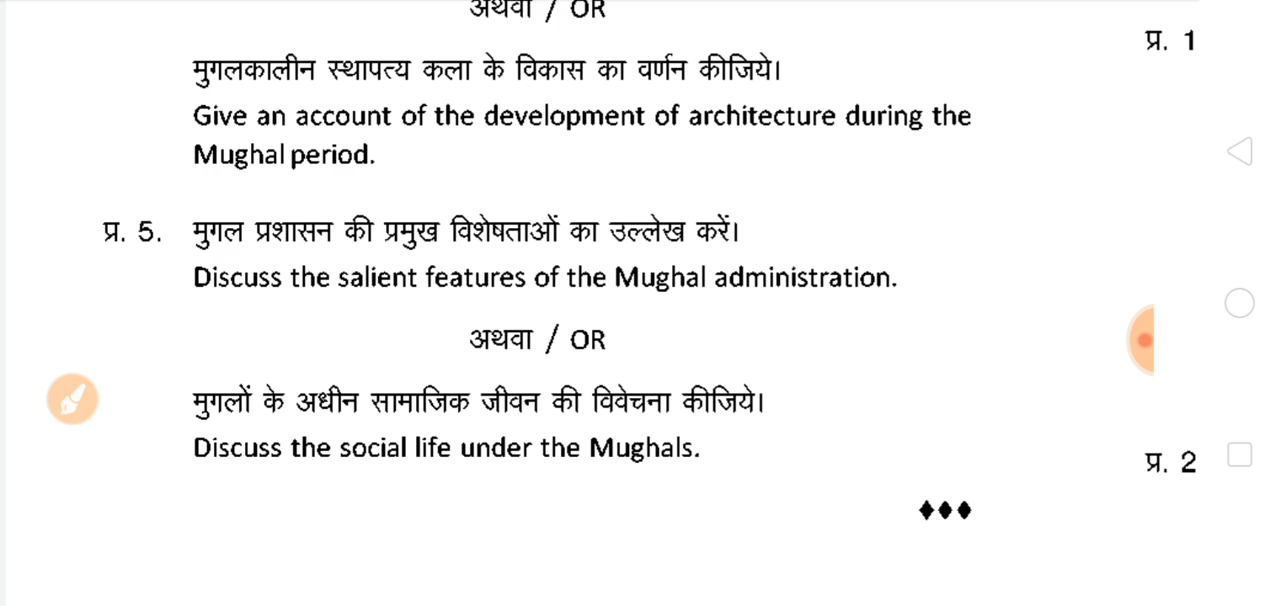 अथवा / OR
मुगलकालीन स्थापत्य कला के विकास का वर्णन कीजिये।
Give an account of the development of architecture during the
Mughal period.
प्र. 5. मुगल प्रशासन की प्रमुख विशेषताओं का उल्लेख करें।
Discuss the salient features of the Mughal administration.
अथवा / OR
मुगलों के अधीन सामाजिक जीवन की विवेचना कीजिये।
Discuss the social life under the Mughals.
प्र. 1
प्र. 2